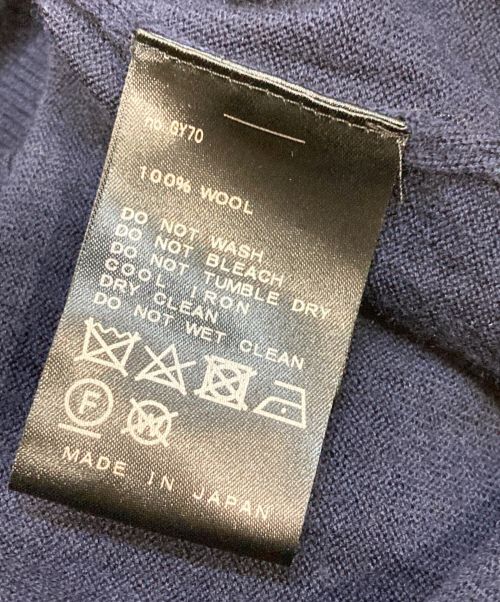 GY70
100% WOOL
DO NOT WASH
DO NOT BLEACH
DO NOT TUMBLE DRY
COOL IRON
DRY CLEAN
DO NOT WET CLEAN
F
W
MADE IN JAPAN